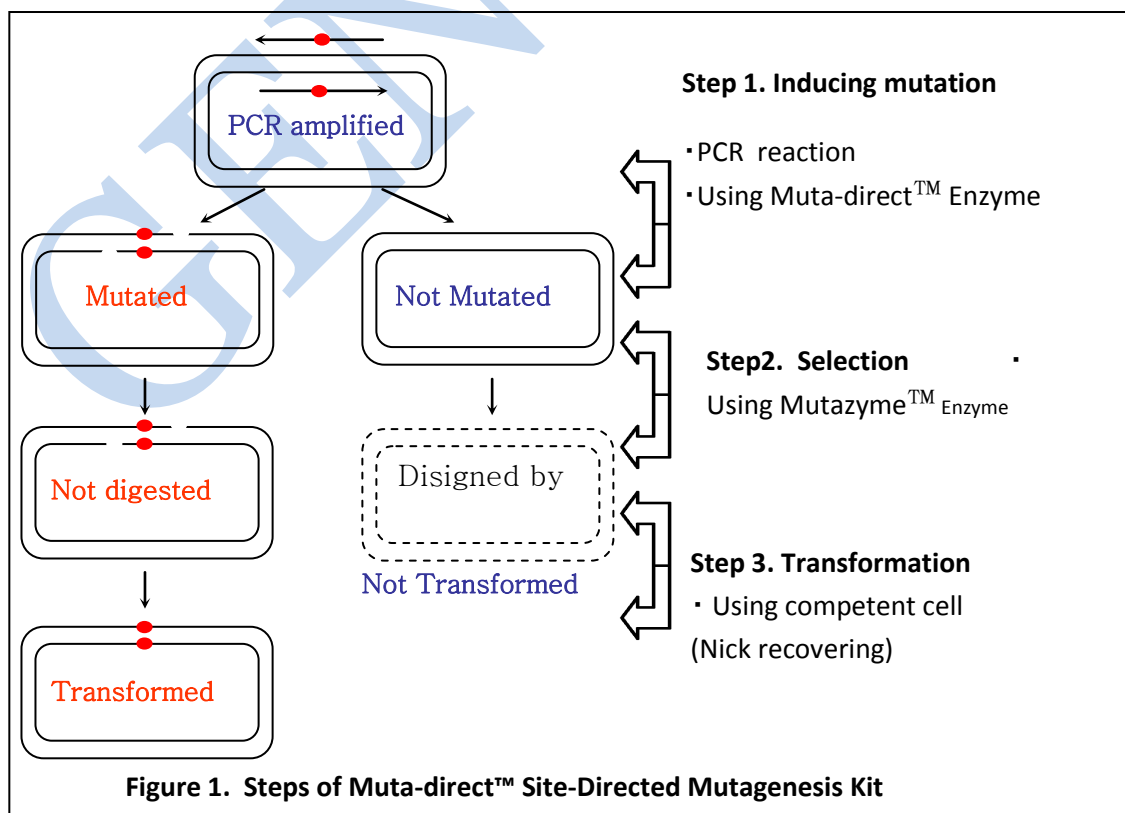 PCR amplified
Step 1. Inducing mutation
・PCR reaction
・Using Muta-direct™ Enzyme
Mutated
Not Mutated
Step2. Selection ・
Using Mutazyme™ Enzyme
Not digested
Disigned by
Not Transformed
Step 3. Transformation
・ Using competent cell
(Nick recovering)
Transformed
Figure 1. Steps of Muta-direct™ Site-Directed Mutagenesis Kit